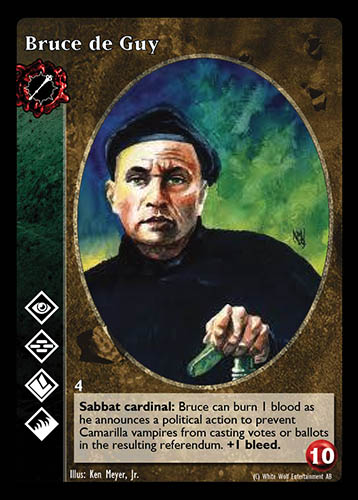 Bruce de Guy
4
Sabbat cardinal: Bruce can burn 1 blood as
he announces a political action to prevent
Camarilla vampires from casting votes or ballots
in the resulting referendum. +1 bleed.
10
Illus: Ken Meyer, Jr.
(C) White Wolf Entertainment AB